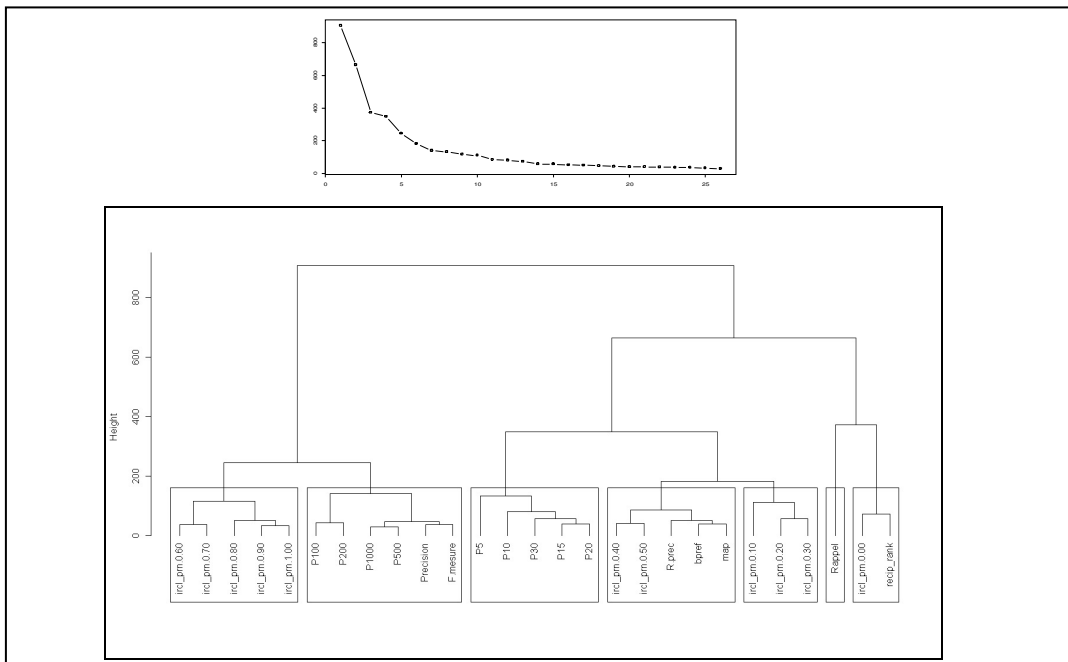 800
600
400
200
0
0 5 10 15 20 25
Height
800
600
400
200
0
ircl_prn.0.60
ircl_prn.0.70
ircl_prn.0.80
ircl_prn.0.90
ircl_prn.1.00
P100
P200
P1000
P500
Precision
F.mesure
P5
P10
P30
P15
P20
ircl_prn.0.40
ircl_prn.0.50
R.prec
bpref
map
ircl_prn.0.10
ircl_prn.0.20
ircl_prn.0.30
Rappel
ircl_prn.0.00
recip_rank